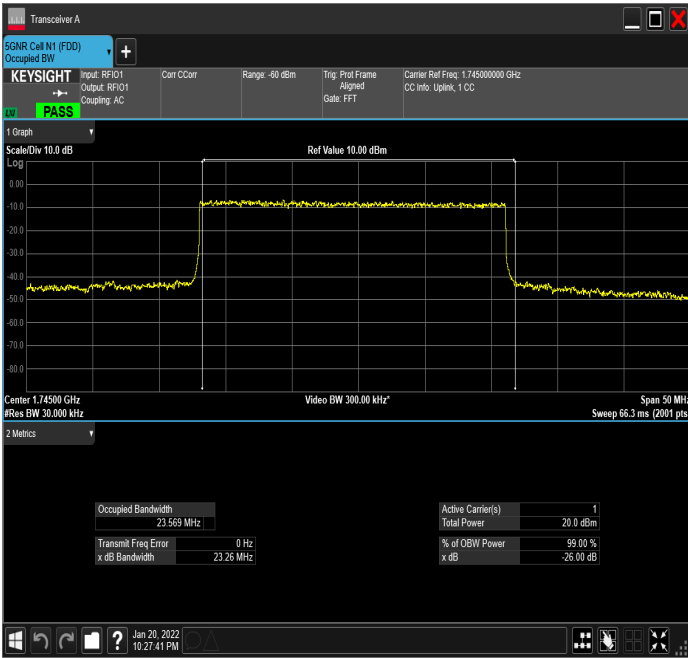 Transceiver A
5GNR Cell N1 (FDD)
Occupied BW
+
KEYSIGHT
Input: RFIO1
Output: RFIO1
Coupling: AC
Corr CCorr
Range: -60 dBm
Trig: Prot Frame
Aligned
Gate: FFT
Carrier Ref Freq: 1.745000000 GHz
CC Info: Uplink, 1 CC
PASS
1 Graph
Scale/Div 10.0 dB
Ref Value 10.00 dBm
Log
0.00
-10.0
-20.0
-30.0
-40.0
-50.0
-60.0
-70.0
-80.0
Center 1.74500 GHz
Video BW 300.00 kHz*
Span 50 MHz
#Res BW 30.000 kHz
Sweep 66.3 ms (2001 pts
2 Metrics
Occupied Bandwidth
23.569 MHz
Transmit Freq Error 0 Hz
x dB Bandwidth 23.26 MHz
Active Carrier(s) 1
Total Power 20.0 dBm
% of OBW Power 99.00 %
x dB -26.00 dB
?
Jan 20, 2022
10:27:41 PM